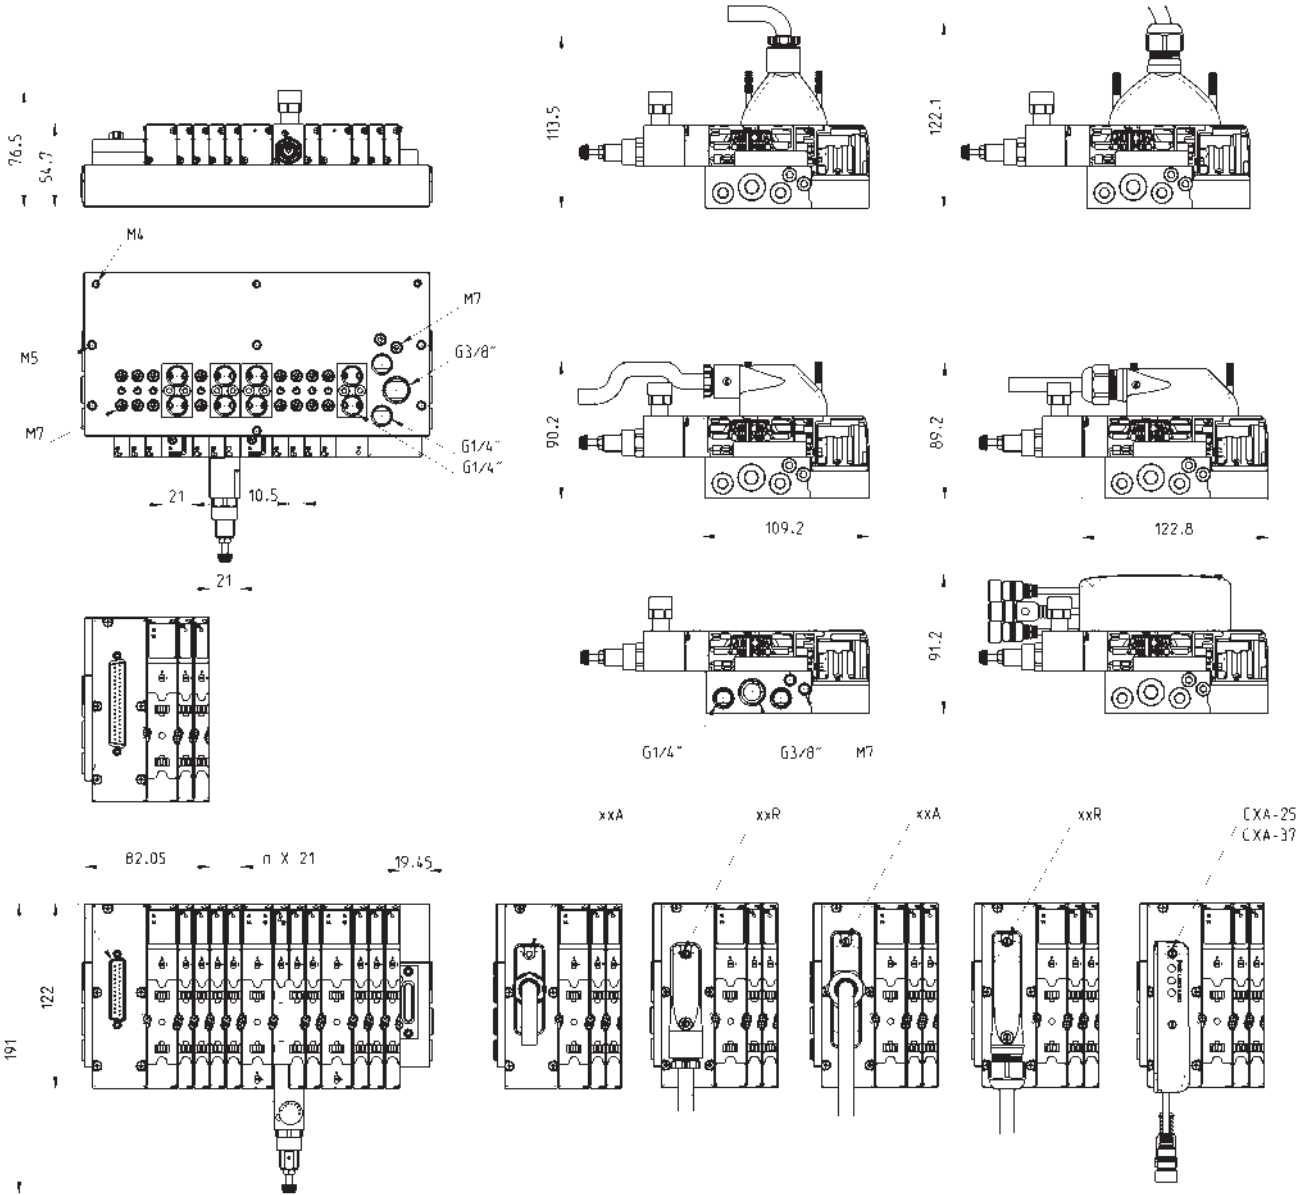 76.5
54.7
113.5
122.1
M4
M7
M5
G3/8"
M7
G1/4"
G1/4"
21
10.5
21
90.2
89.2
109.2
122.8
91.2
G1/4"
G3/8"
M7
xxA
xxR
xxA
xxR
CXA-25
CXA-37
82.05
n X 21
19.45
122
191